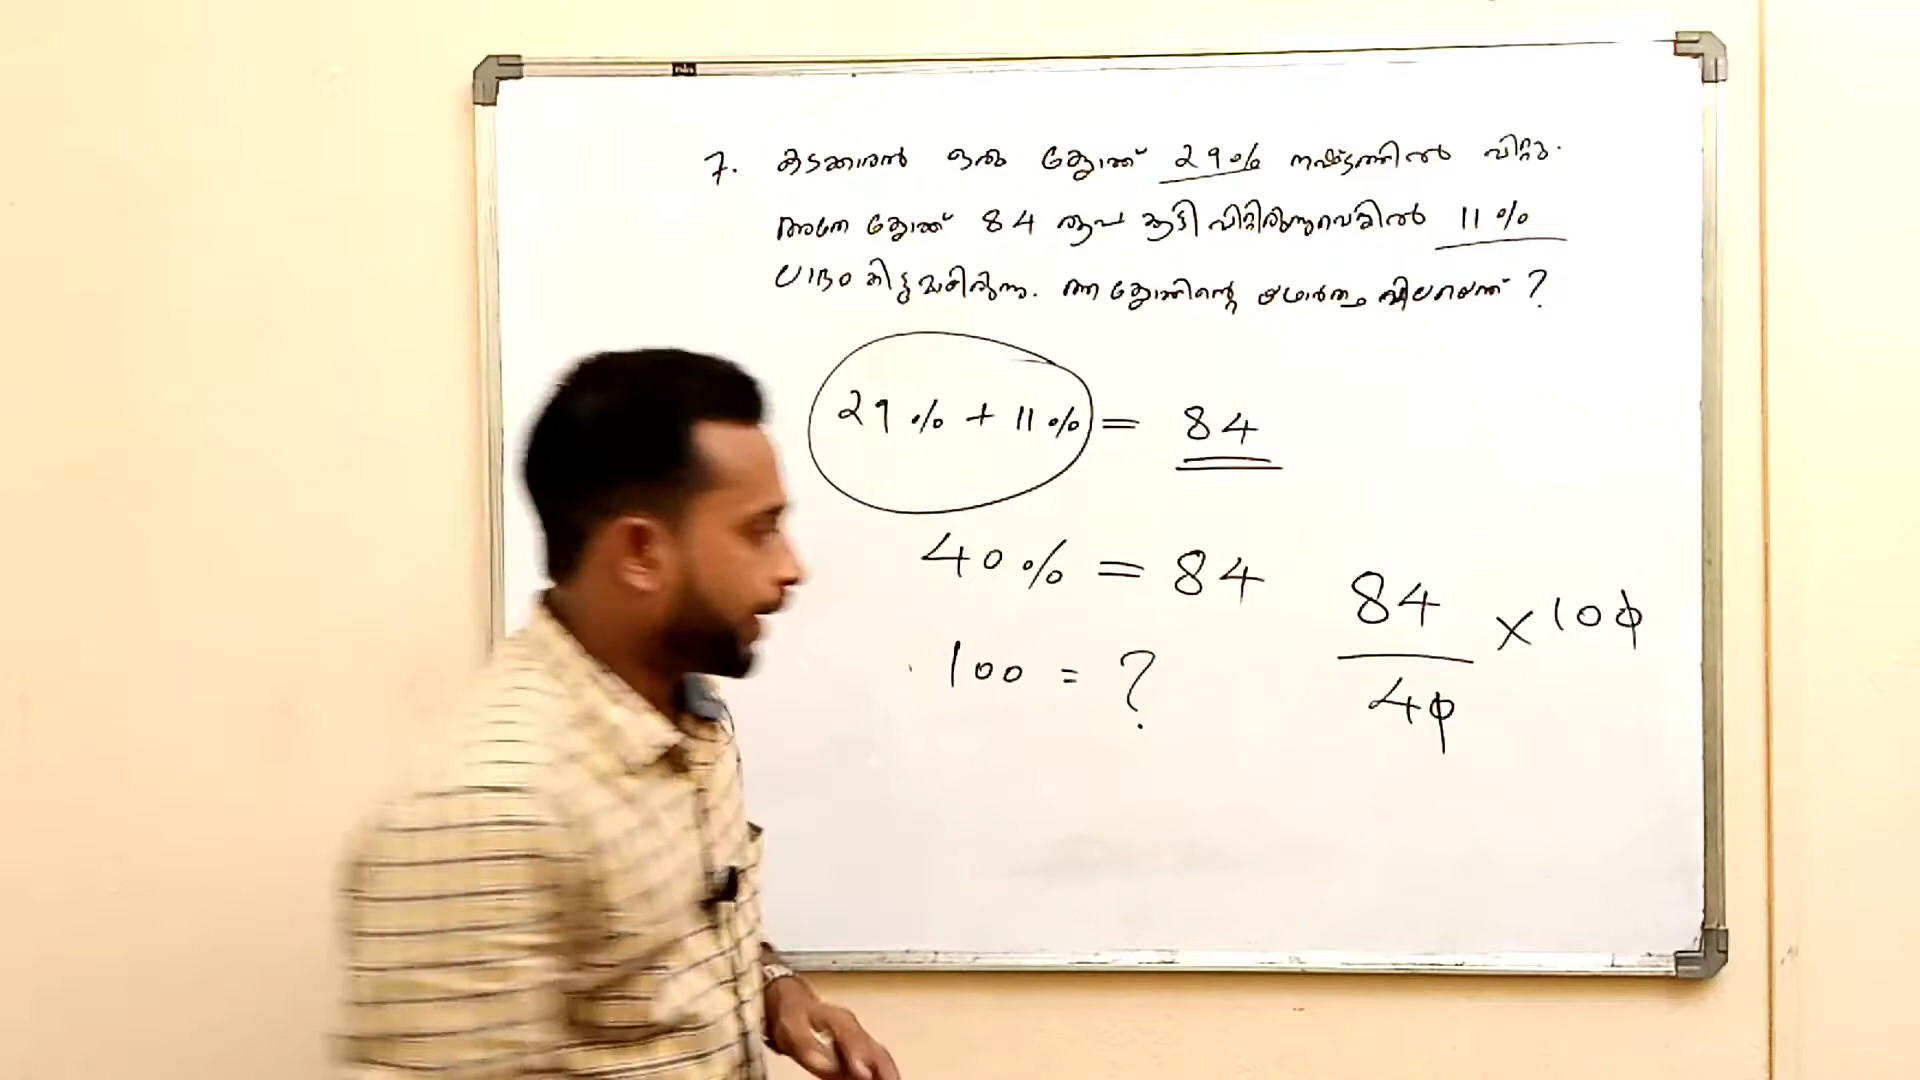 7. കടക്കാരൻ ഒരു ക്ലോക്ക് 29% നഷ്ടത്തിൽ വിറ്റു.
അതേ ക്ലോക്ക് 84 രൂപ കൂട്ടി വിറ്റിരുന്നുവെങ്കിൽ 11%
ലാഭം കിട്ടുമായിരുന്നു. ആ ക്ലോക്കിന്റെ യഥാർത്ഥ വിലയെന്ത് ?
29% + 11% = 84
40% = 84
100 = ?
84
40
× 100